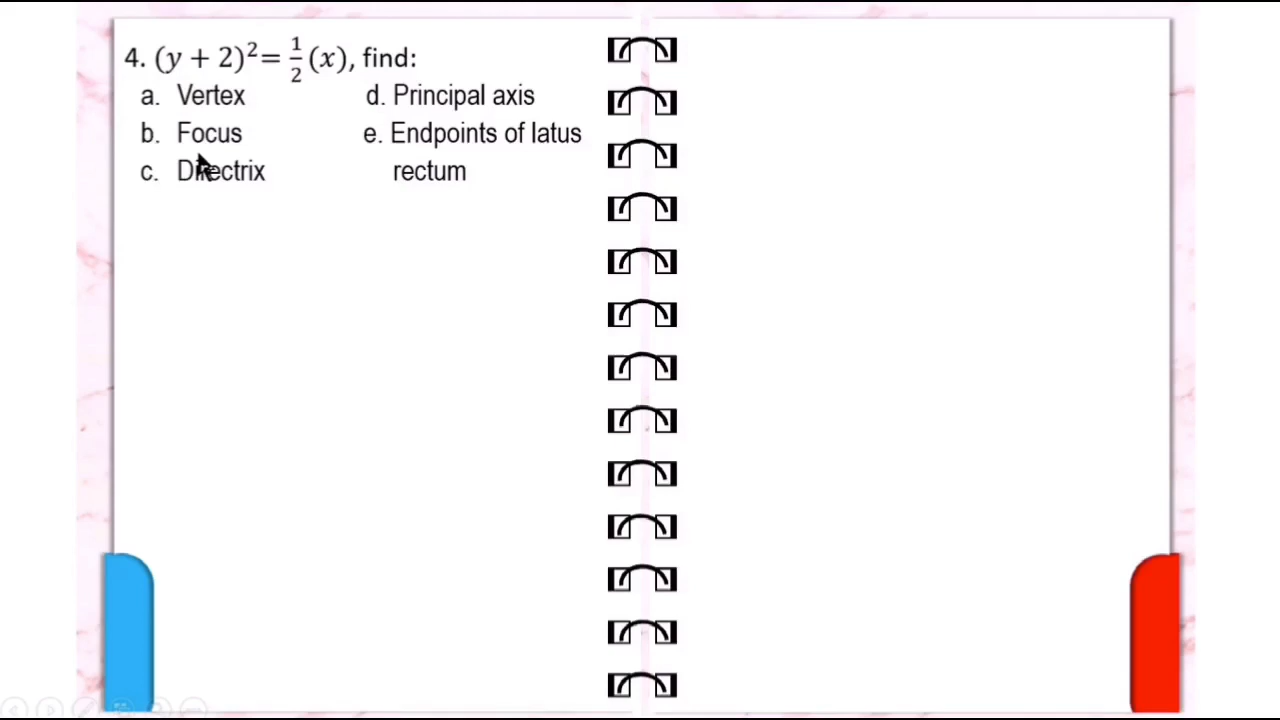 4. (y + 2)² = 1/2 (x), find:
a. Vertex
b. Focus
c. Directrix
d. Principal axis
e. Endpoints of latus
rectum